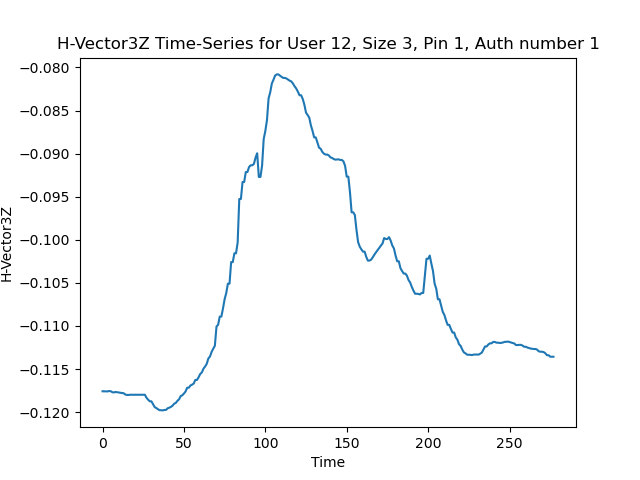 H-Vector3Z Time-Series for User 12, Size 3, Pin 1, Auth number 1
−0.080
−0.085
−0.090
−0.095
−0.100
−0.105
−0.110
−0.115
−0.120
H-Vector3Z
0 50 100 150 200 250
Time